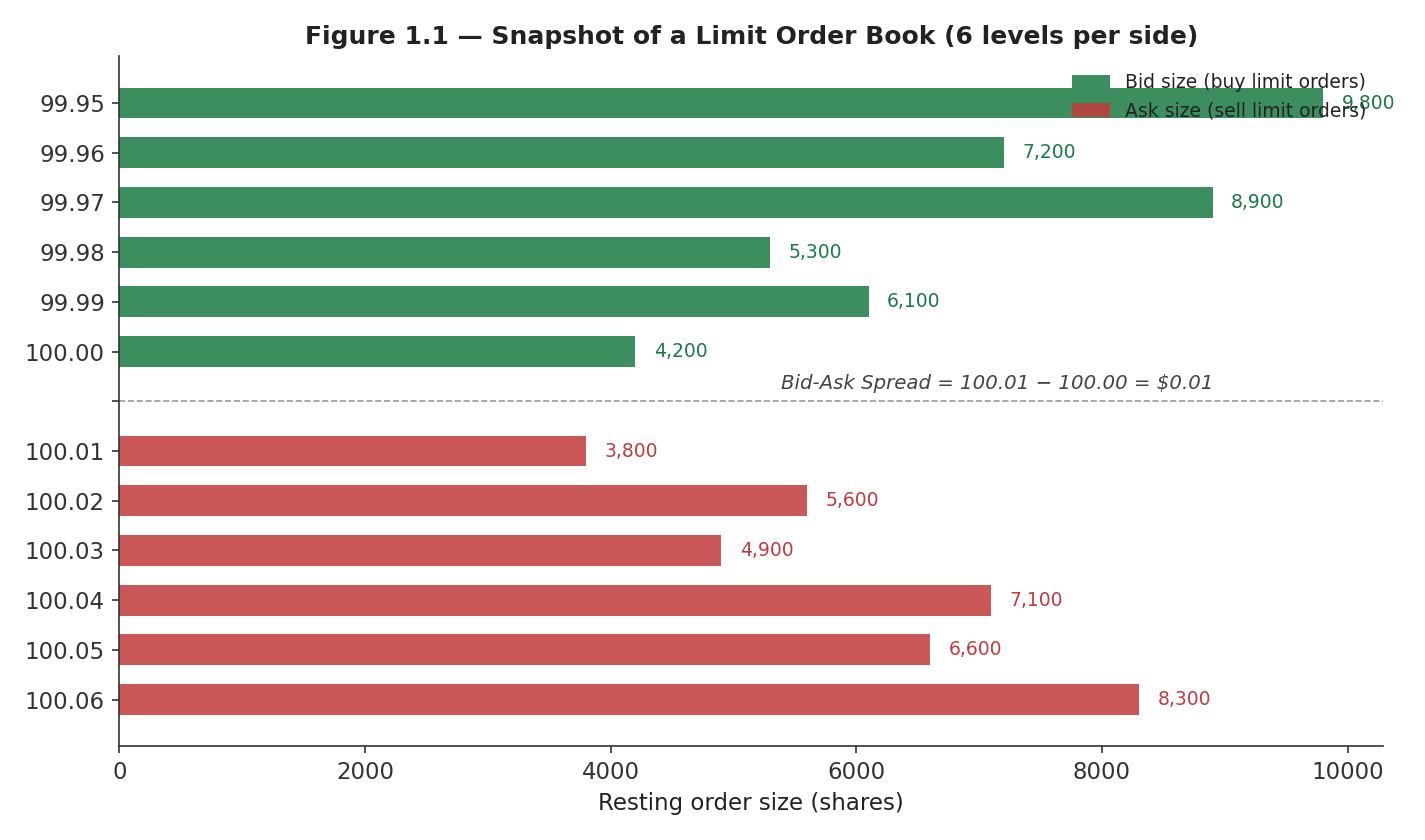 Figure 1.1 — Snapshot of a Limit Order Book (6 levels per side)
Bid size (buy limit orders)
Ask size (sell limit orders)
99.95 9,800
99.96 7,200
99.97 8,900
99.98 5,300
99.99 6,100
100.00 4,200
Bid-Ask Spread = 100.01 − 100.00 = $0.01
100.01 3,800
100.02 5,600
100.03 4,900
100.04 7,100
100.05 6,600
100.06 8,300
0 2000 4000 6000 8000 10000
Resting order size (shares)